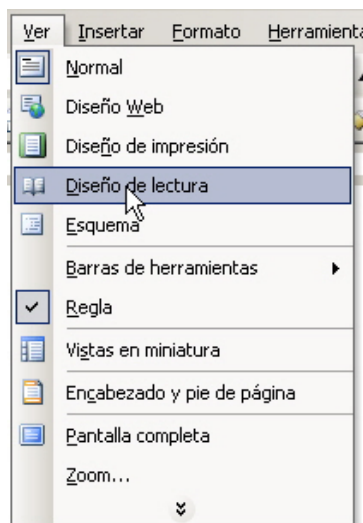 Ver Insertar Formato Herramient
Normal
Diseño Web
Diseño de impresión
Diseño de lectura
Esquema
Barras de herramientas
Regla
Vistas en miniatura
Encabezado y pie de página
Pantalla completa
Zoom...